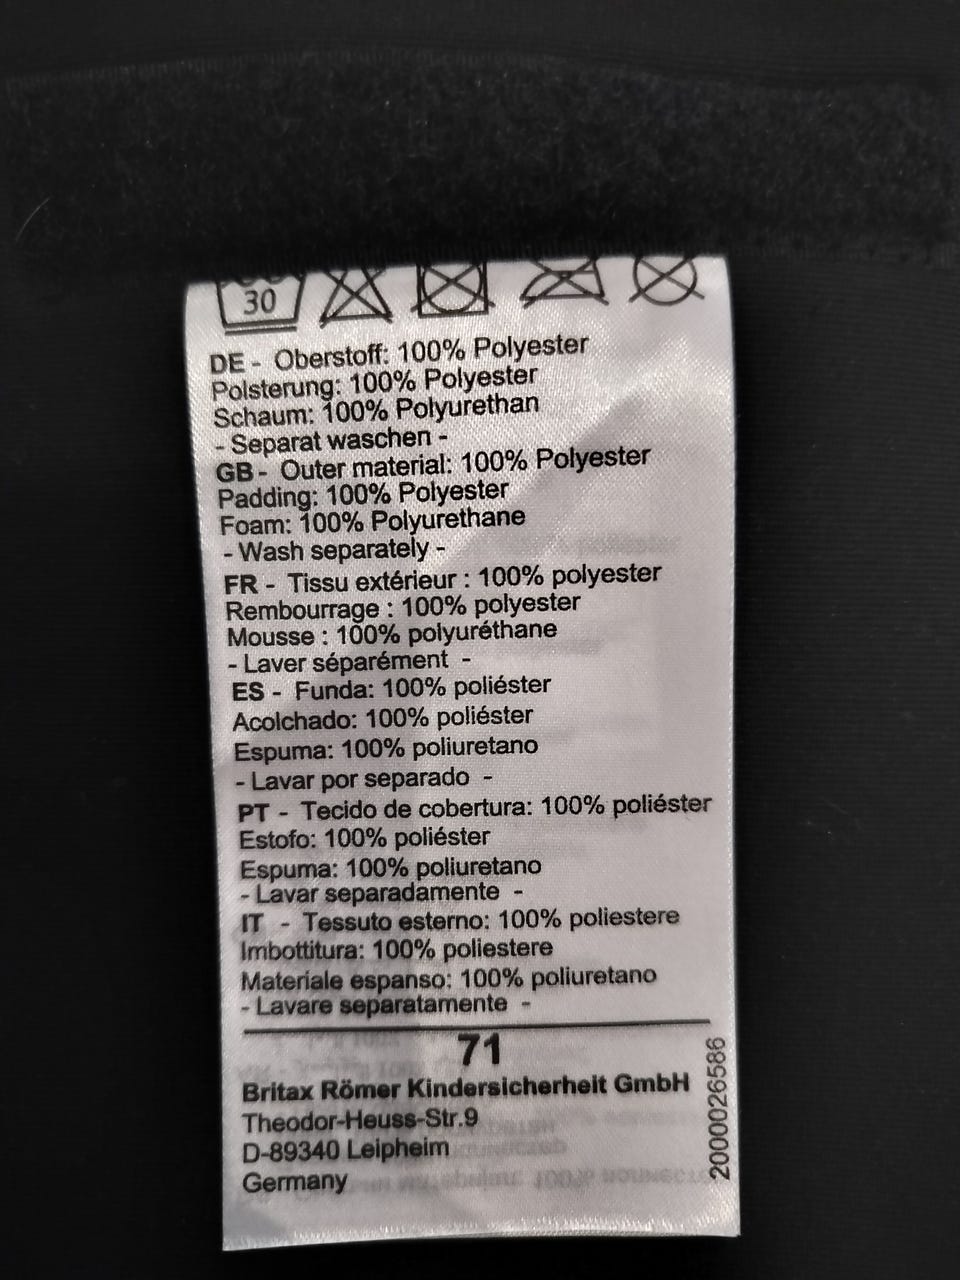 30
DE - Oberstoff: 100% Polyester
Polsterung: 100% Polyester
Schaum: 100% Polyurethan
- Separat waschen -
GB - Outer material: 100% Polyester
Padding: 100% Polyester
Foam: 100% Polyurethane
- Wash separately -
FR - Tissu extérieur : 100% polyester
Rembourrage : 100% polyester
Mousse : 100% polyuréthane
- Laver séparément -
ES - Funda: 100% poliéster
Acolchado: 100% poliéster
Espuma: 100% poliuretano
- Lavar por separado -
PT - Tecido de cobertura: 100% poliéster
Estofo: 100% poliéster
Espuma: 100% poliuretano
- Lavar separadamente -
IT - Tessuto esterno: 100% poliestere
Imbottitura: 100% poliestere
Materiale espanso: 100% poliuretano
- Lavare separatamente -
71
Britax Römer Kindersicherheit GmbH
Theodor-Heuss-Str.9
D-89340 Leipheim
Germany
2000026586